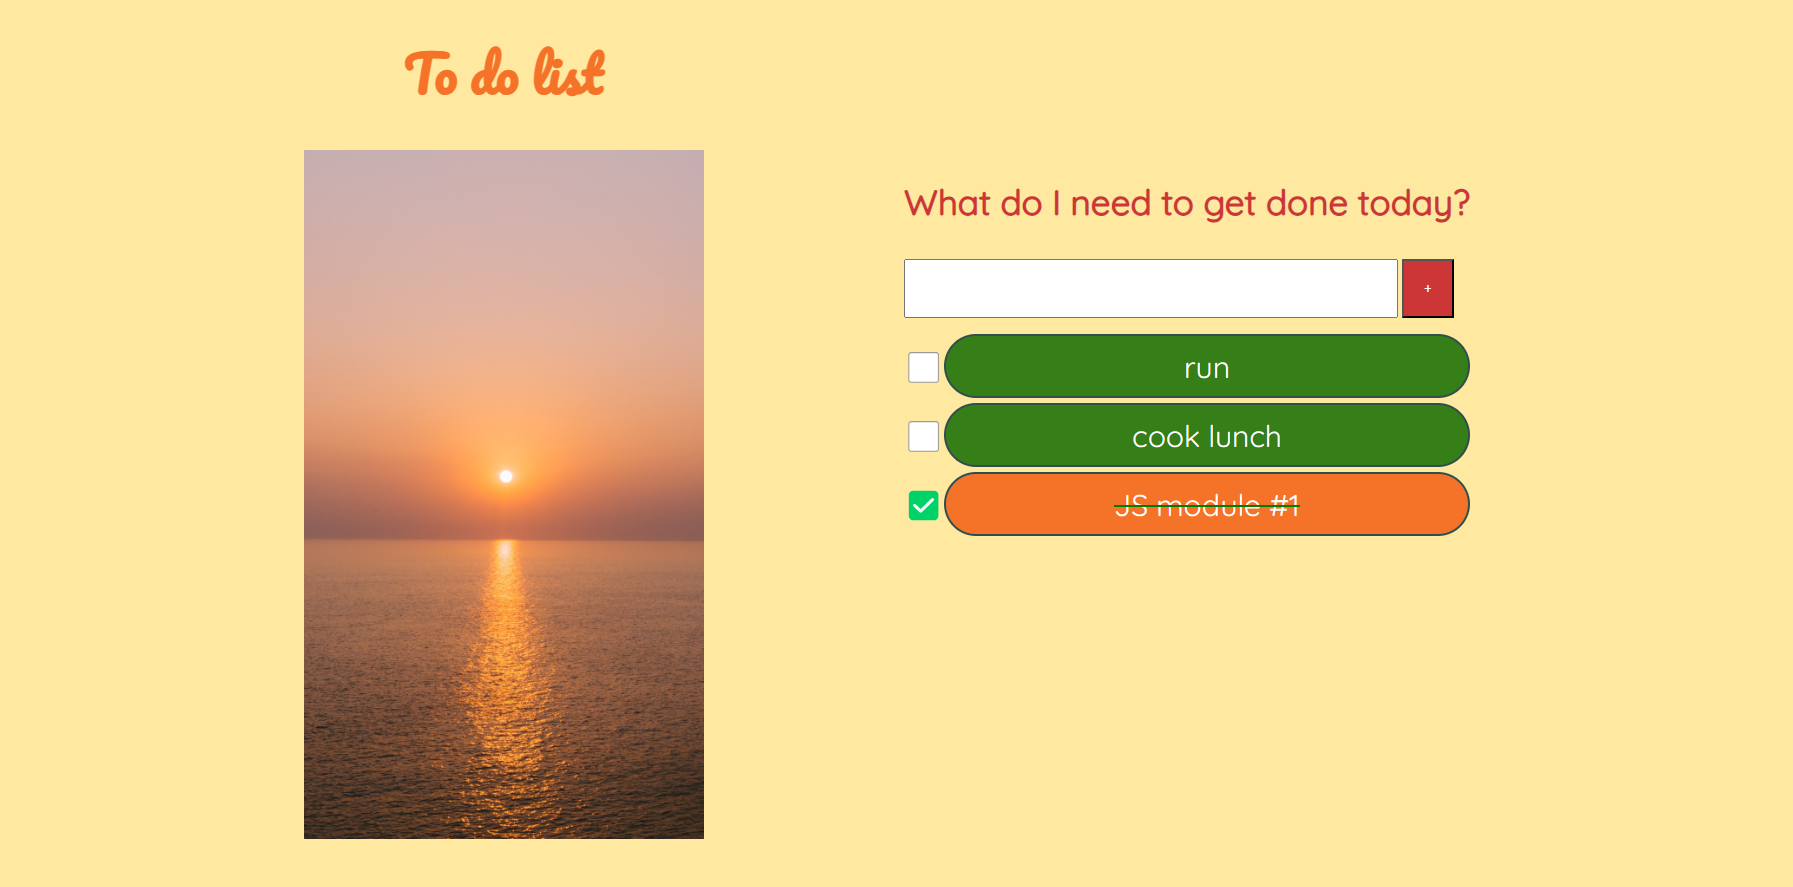 To do list
What do I need to get done today?
+
run
cook lunch
JS module #1